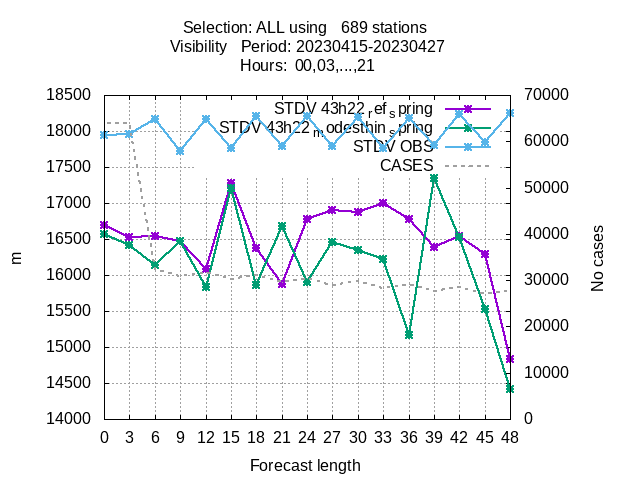 Selection: ALL using   689 stations
Visibility   Period: 20230415-20230427
Hours:  00,03,...,21
18500
18000
17500
17000
16500
16000
15500
15000
14500
14000
70000
60000
50000
40000
30000
20000
10000
0
STDV 43h22_ref_spring
STDV 43h22_modesthin_spring
STDV OBS
CASES
m
No cases
0 3 6 9 12 15 18 21 24 27 30 33 36 39 42 45 48
Forecast length